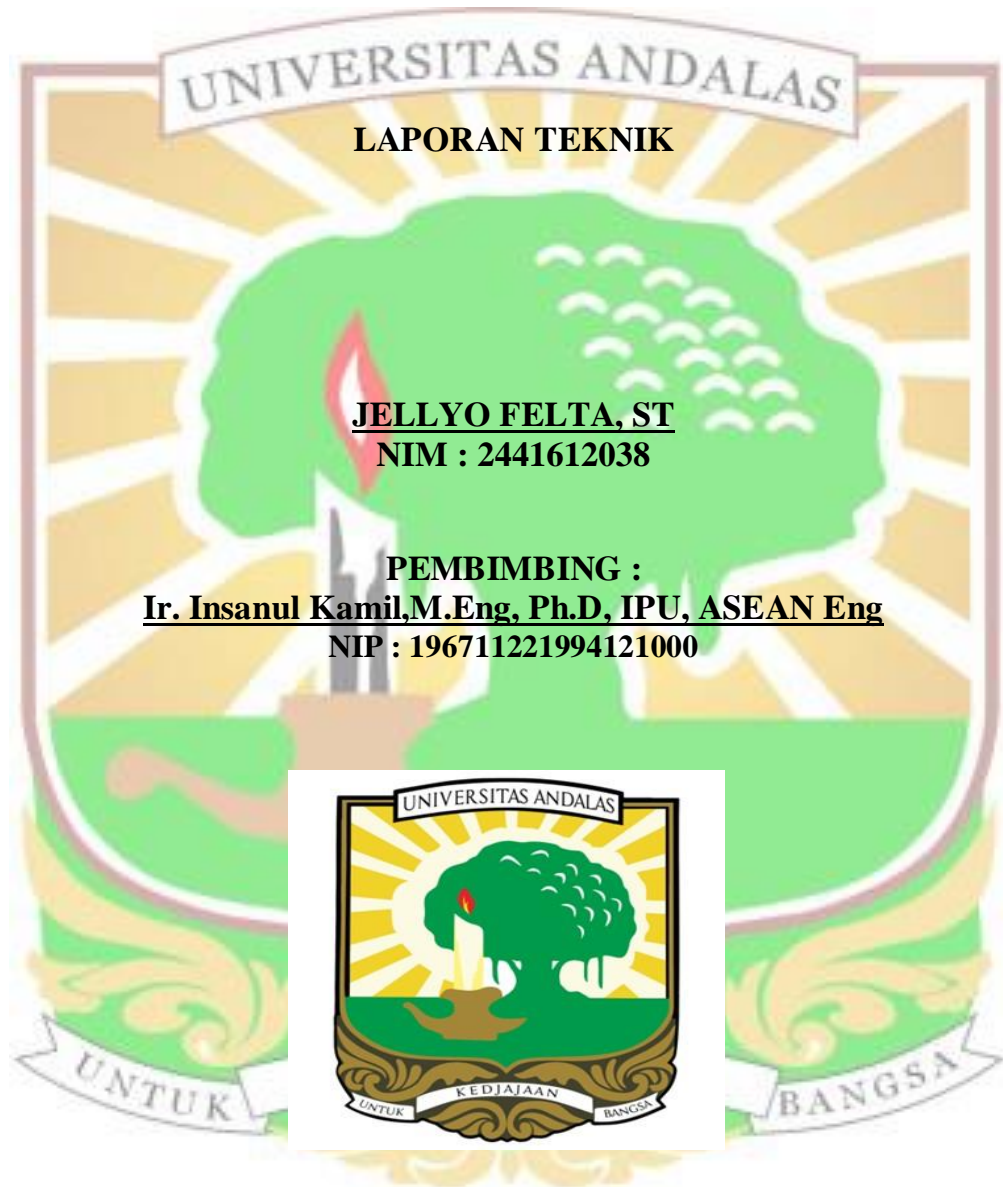 UNIVERSITAS ANDALAS
LAPORAN TEKNIK
JELLYO FELTA, ST
NIM : 2441612038
PEMBIMBING :
Ir. Insanul Kamil,M.Eng, Ph.D, IPU, ASEAN Eng
NIP : 196711221994121000
UNIVERSITAS ANDALAS
UNTUK
KEDJAJAAN
BANGSA
UNTUK
BANGSA